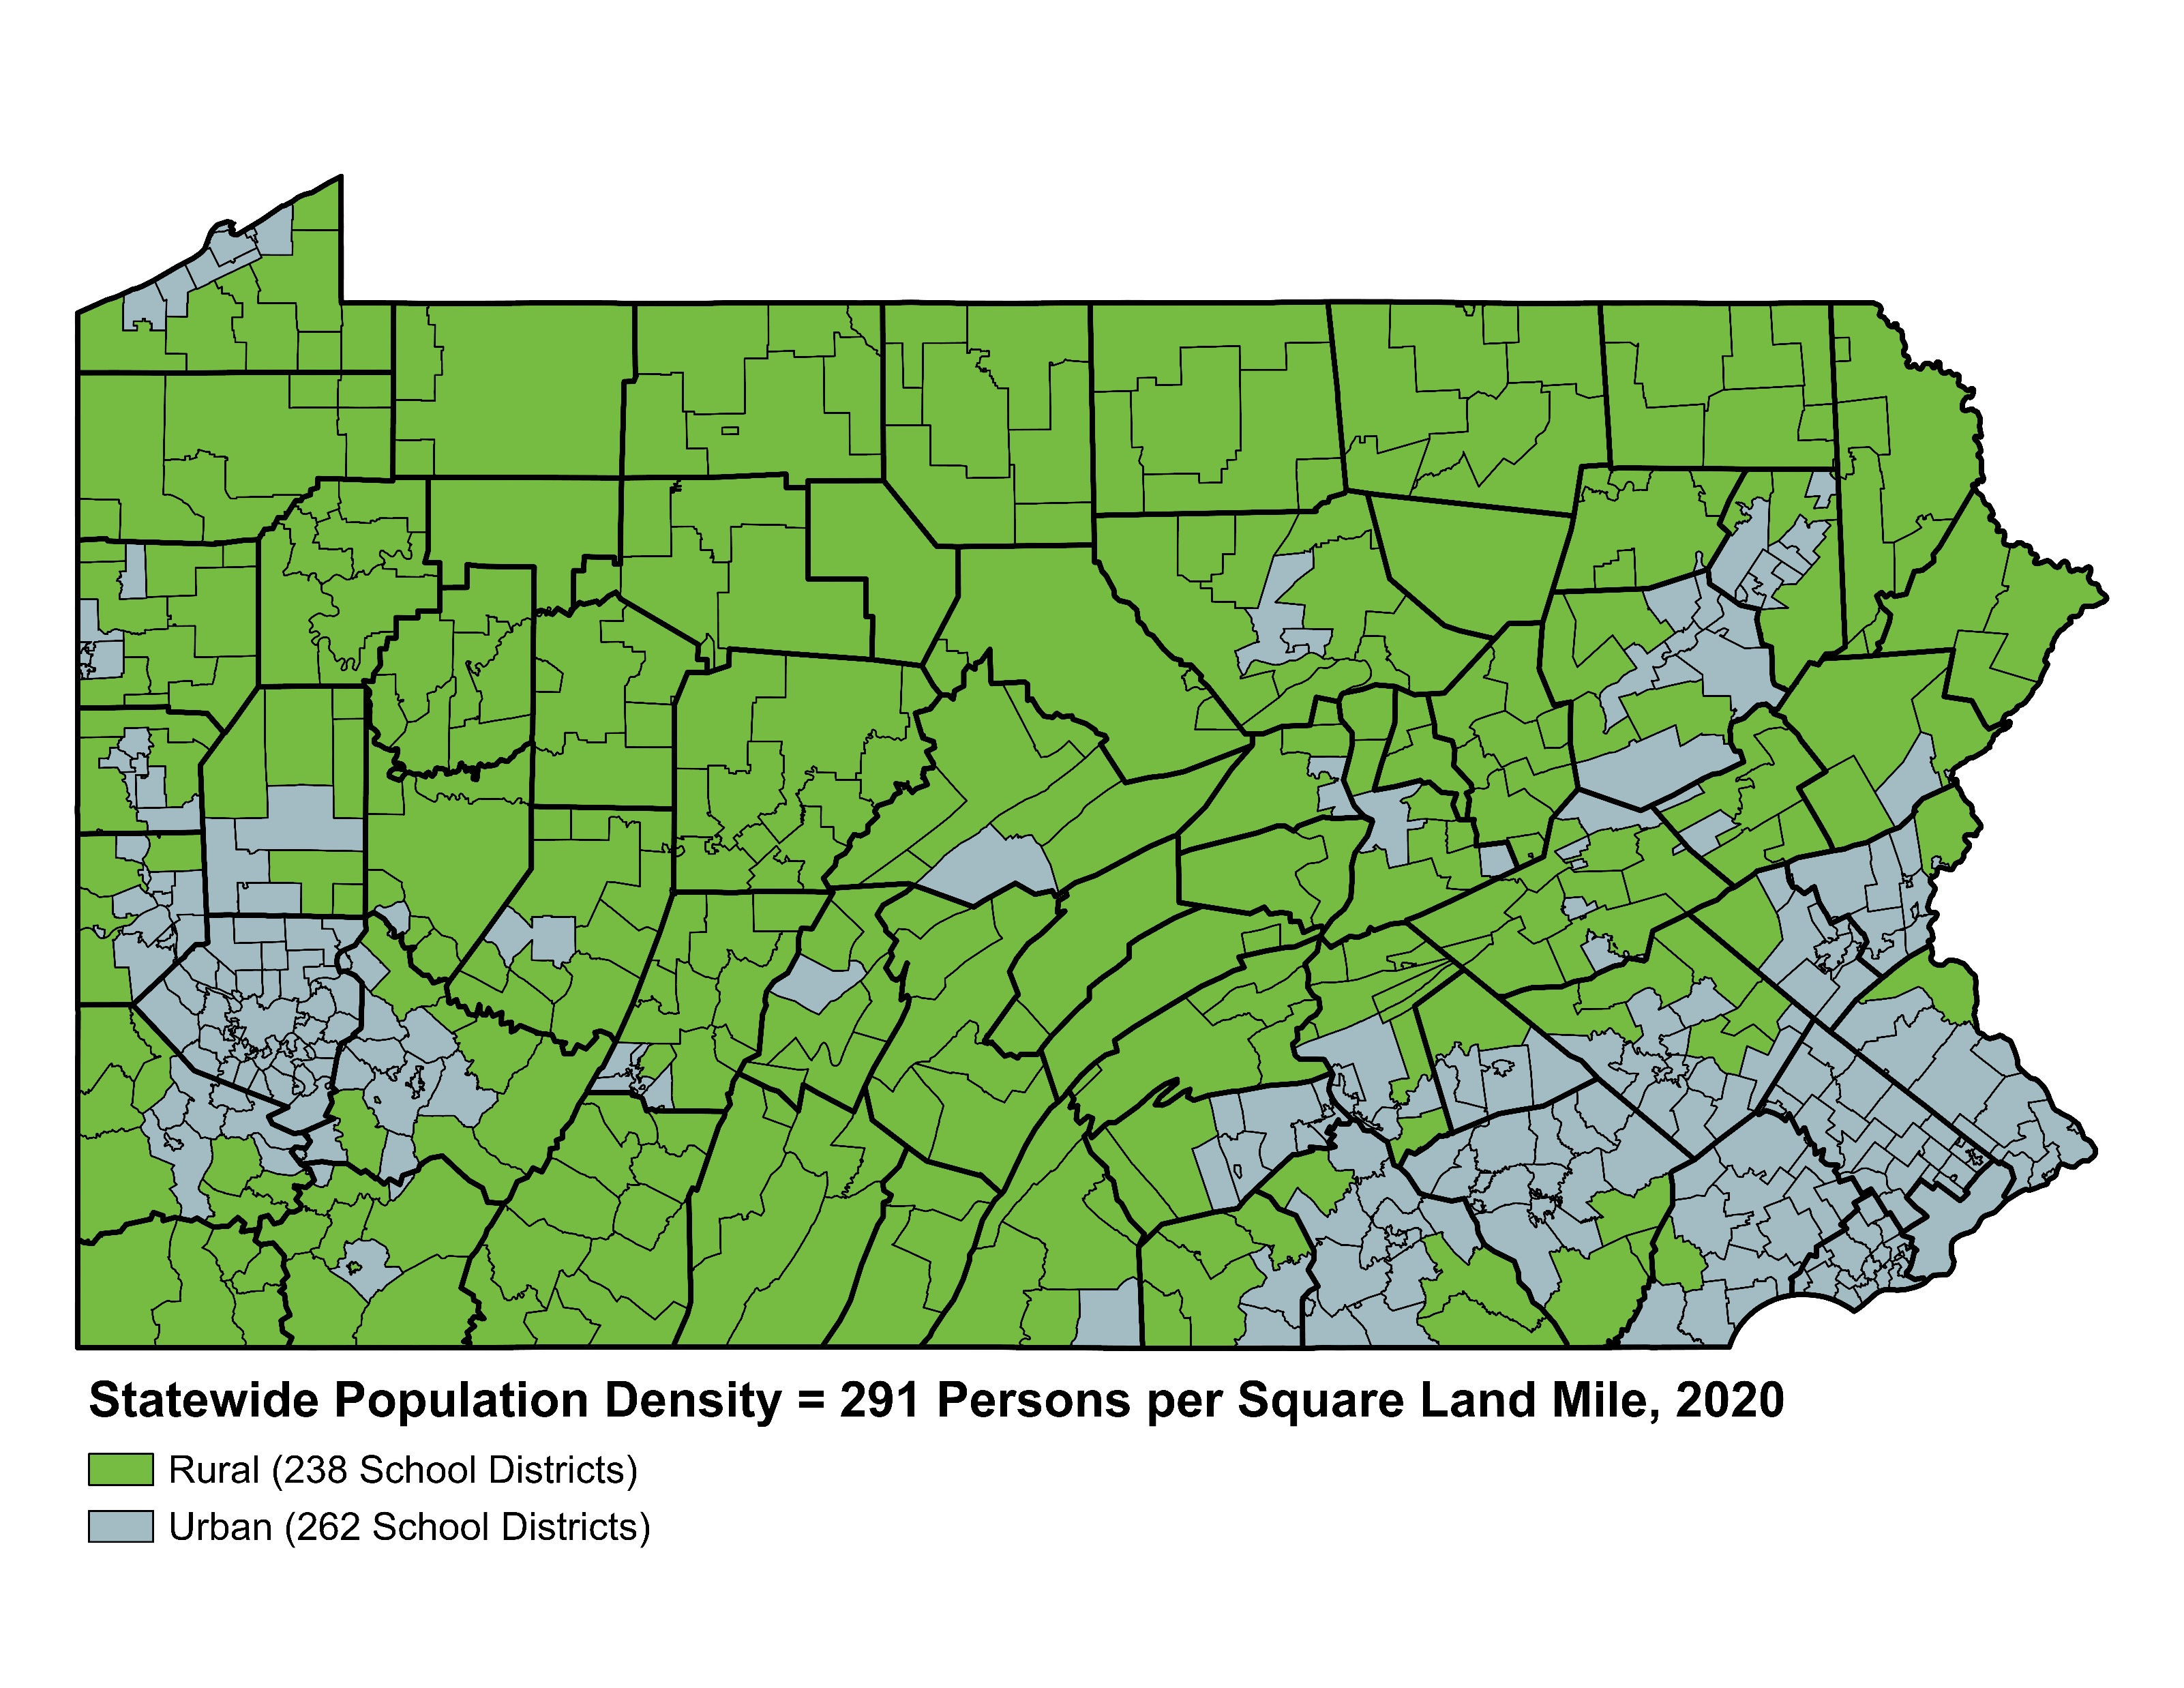 Statewide Population Density = 291 Persons per Square Land Mile, 2020
Rural (238 School Districts)
Urban (262 School Districts)